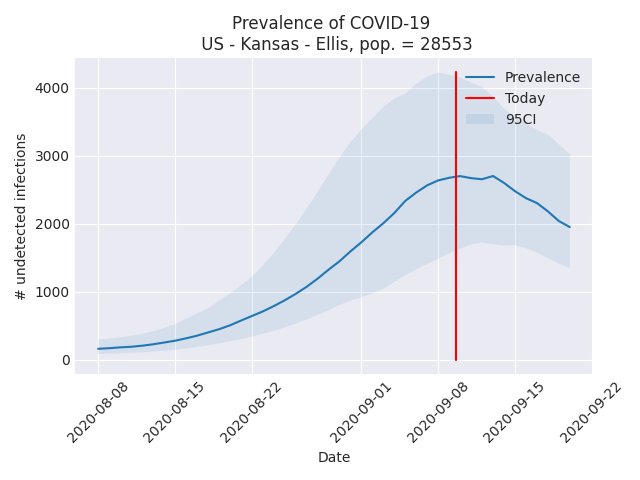 Prevalence of COVID-19
US - Kansas - Ellis, pop. = 28553
Prevalence
Today
95CI
4000
3000
2000
1000
0
# undetected infections
2020-08-08
2020-08-15
2020-08-22
2020-09-01
2020-09-08
2020-09-15
2020-09-22
Date